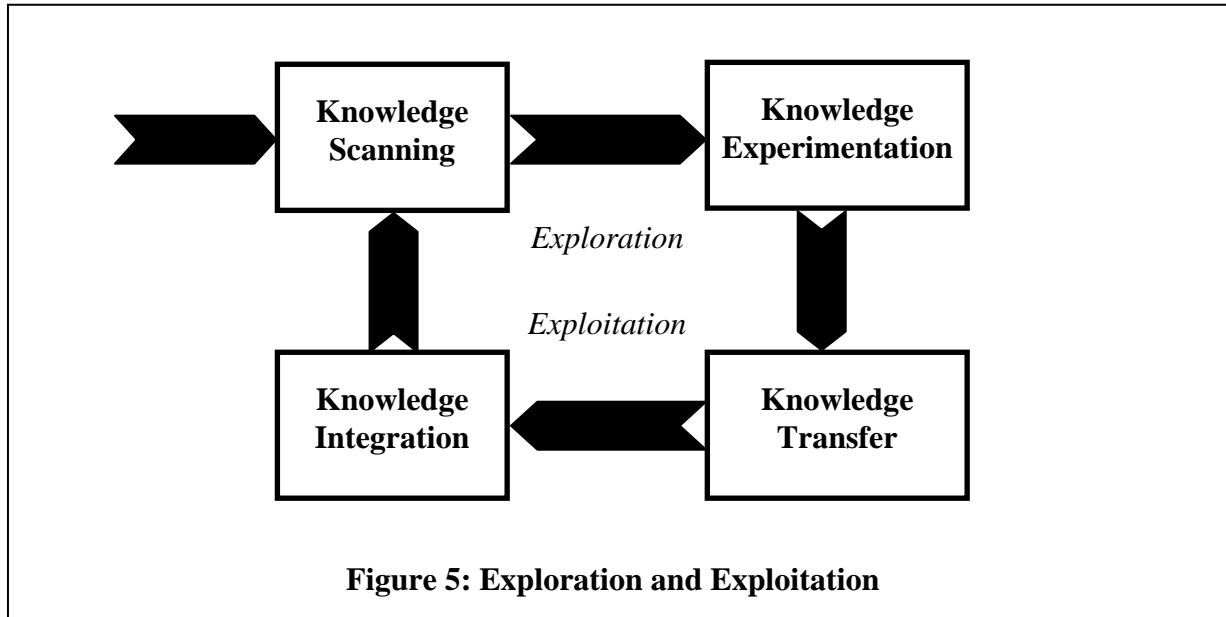 Knowledge
Scanning
Knowledge
Experimentation
Exploration
Exploitation
Knowledge
Integration
Knowledge
Transfer
Figure 5: Exploration and Exploitation